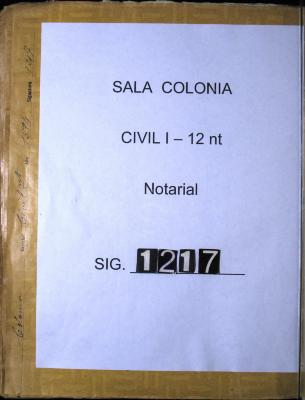 SALA COLONIA
CIVIL I – 12 nt
Notarial
SIG. 1217